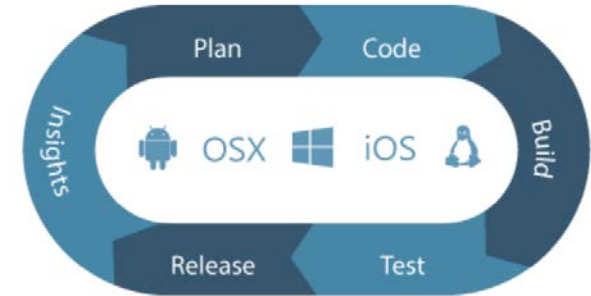 Plan
Code
Build
Test
Release
Insights
OSX
iOS